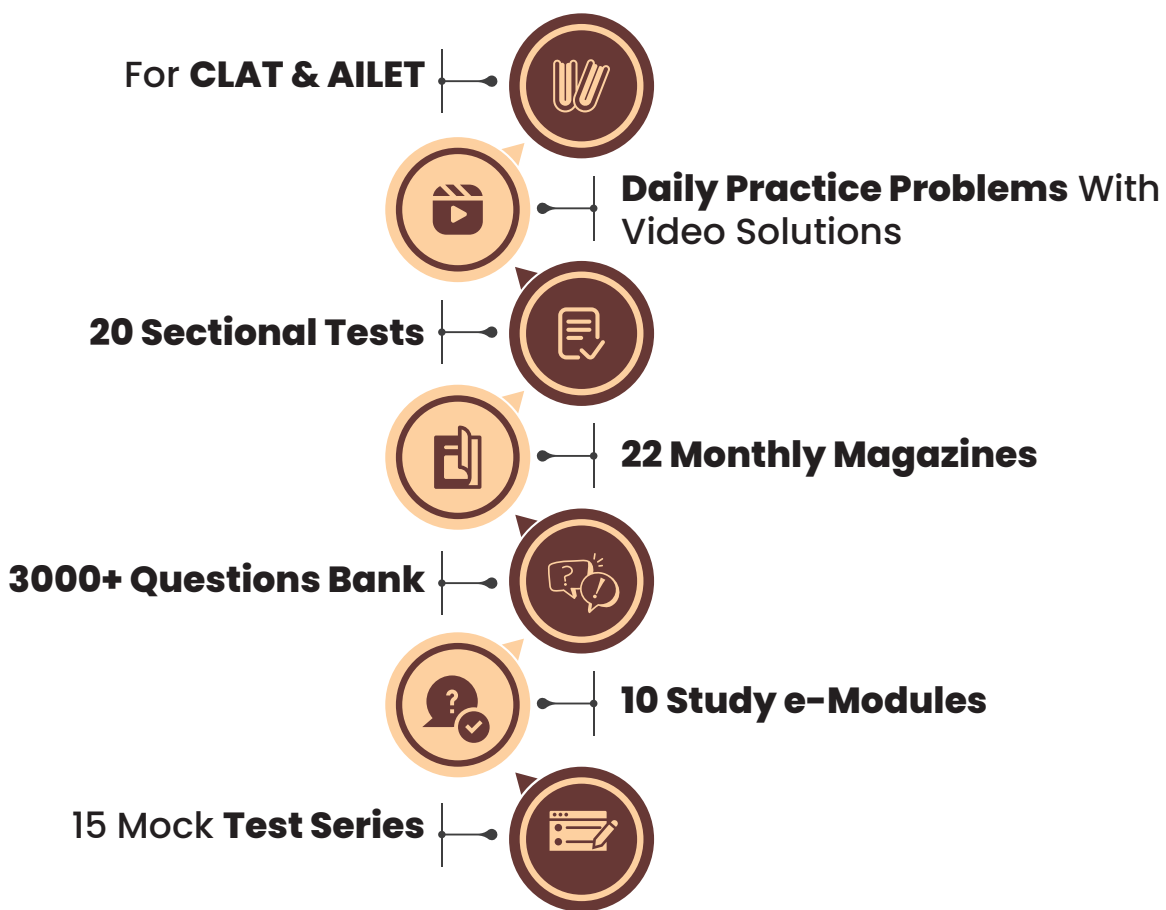 For CLAT & AILET
Daily Practice Problems With
Video Solutions
20 Sectional Tests
22 Monthly Magazines
3000+ Questions Bank
10 Study e-Modules
15 Mock Test Series